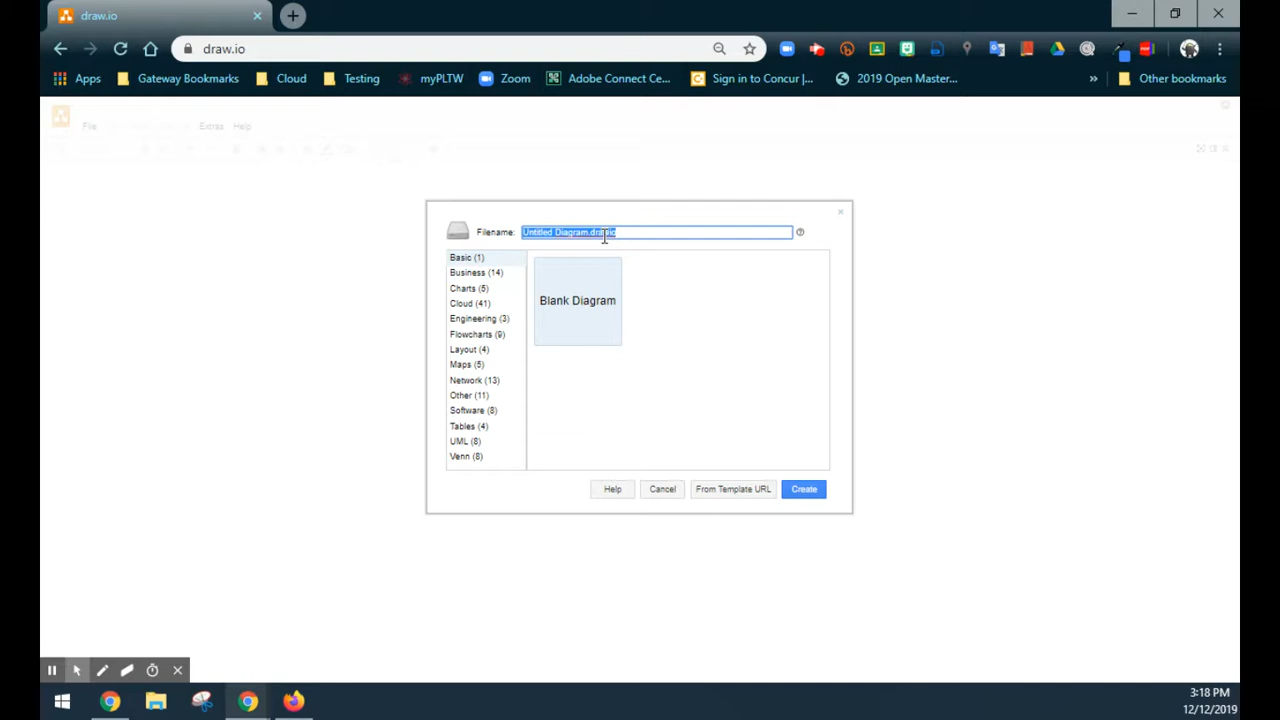 draw.io
draw.io
Apps Gateway Bookmarks Cloud Testing myPLTW Zoom Adobe Connect Ce... Sign in to Concur |... 2019 Open Master... » Other bookmarks
File Extras Help
Filename: Untitled Diagram.drawio
Basic (1)
Business (14)
Charts (5)
Cloud (41)
Engineering (3)
Flowcharts (9)
Layout (4)
Maps (5)
Network (13)
Other (11)
Software (8)
Tables (4)
UML (8)
Venn (8)
Blank Diagram
Help Cancel From Template URL Create
3:18 PM
12/12/2019